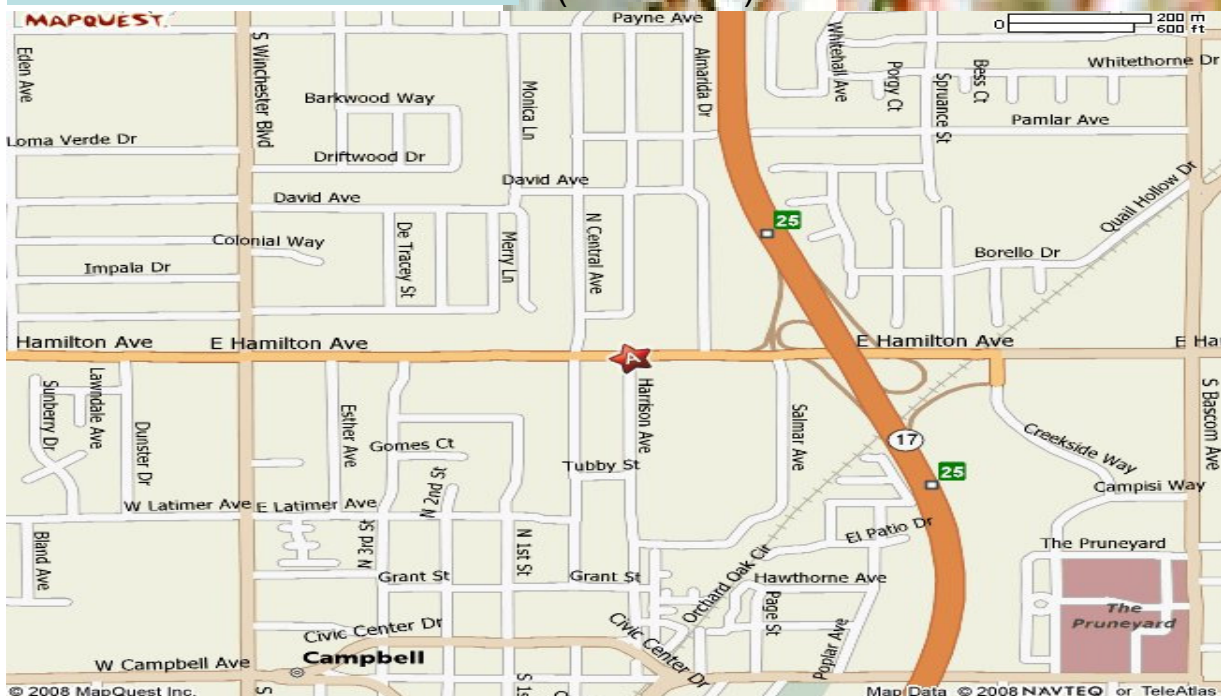 MAPQUEST.
Payne Ave
0 200 m
600 ft
Eden Ave
S Winchester Blvd
Monica Ln
Almarida Dr
Whitehall Ave
Porgy Ct
Spruance St
Bess Ct
Whitethorne Dr
Barkwood Way
Pamlar Ave
Loma Verde Dr
Driftwood Dr
David Ave
David Ave
Quail Hollow Dr
25
De Tracey St
Merry Ln
N Central Ave
Colonial Way
Borello Dr
Impala Dr
Hamilton Ave
E Hamilton Ave
E Hamilton Ave
E Ha
A
Sunberry Dr
Lawndale Ave
Dunster Dr
Esther Ave
Harrison Ave
Salmar Ave
S Bascom Ave
17
Creekside Way
Gomes Ct
Tubby St
25
N 2nd St
Campisi Way
W Latimer Ave
E Latimer Ave
Bland Ave
N 3rd St
N 1st St
El Patio Dr
The Pruneyard
Grant St
Grant St
Orchard Oak Cir
Hawthorne Ave
Page St
The
Pruneyard
Civic Center Dr
Civic Center Dr
Poplar Ave
W Campbell Ave
Campbell
© 2008 MapQuest Inc.
S
S 1s
C
Map Data © 2008 NAVTEQ or TeleAtlas